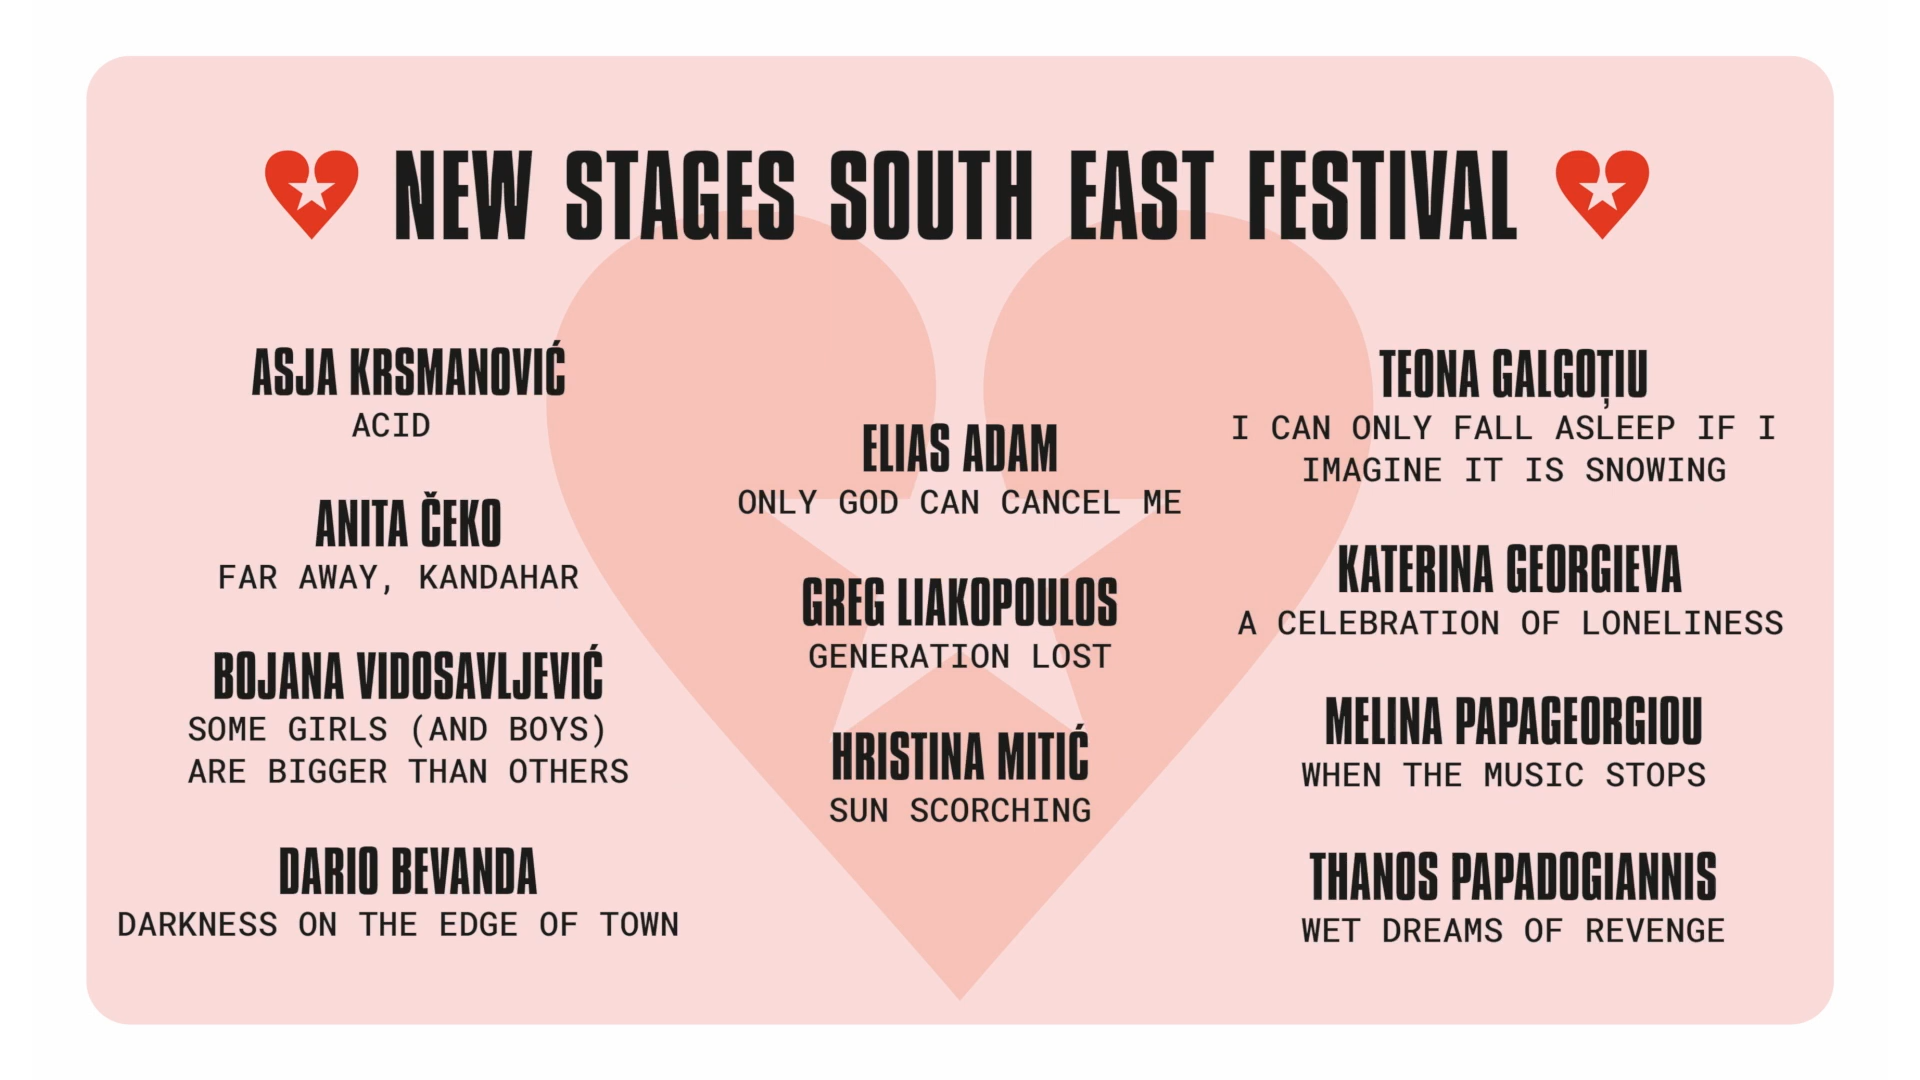 NEW STAGES SOUTH EAST FESTIVAL
ASJA KRSMANOVIĆ
ACID
ANITA ČEKO
FAR AWAY, KANDAHAR
BOJANA VIDOSAVLJEVIĆ
SOME GIRLS (AND BOYS)
ARE BIGGER THAN OTHERS
DARIO BEVANDA
DARKNESS ON THE EDGE OF TOWN
ELIAS ADAM
ONLY GOD CAN CANCEL ME
GREG LIAKOPOULOS
GENERATION LOST
HRISTINA MITIĆ
SUN SCORCHING
TEONA GALGOȚIU
I CAN ONLY FALL ASLEEP IF I
IMAGINE IT IS SNOWING
KATERINA GEORGIEVA
A CELEBRATION OF LONELINESS
MELINA PAPAGEORGIOU
WHEN THE MUSIC STOPS
THANOS PAPADOGIANNIS
WET DREAMS OF REVENGE